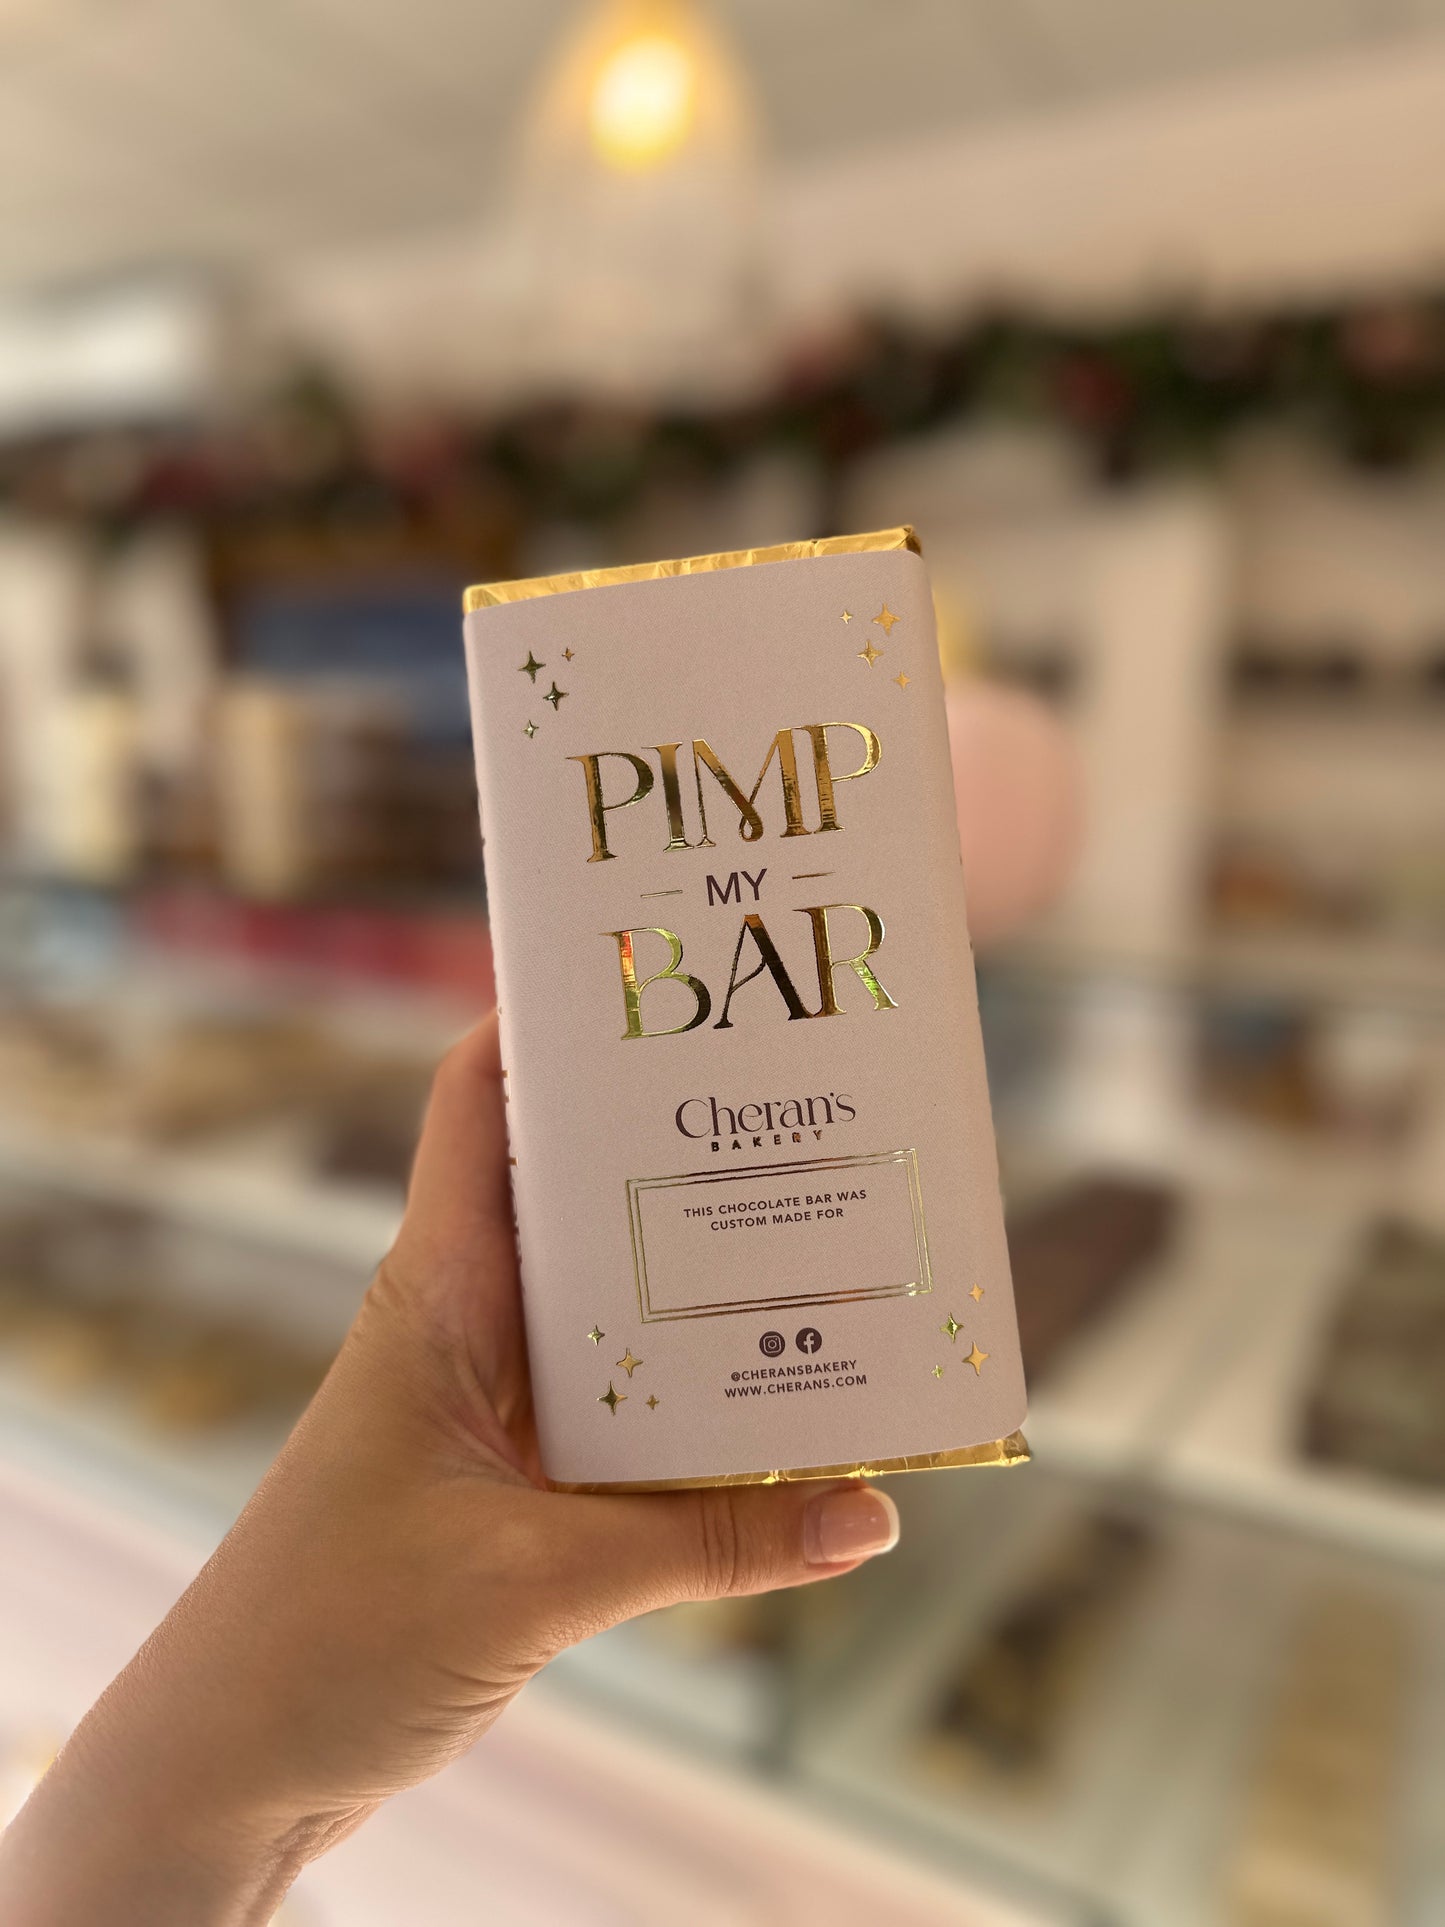 PIMP
MY
BAR
Cheran's
BAKERY
THIS CHOCOLATE BAR WAS
CUSTOM MADE FOR
@CHERANSBAKERY
WWW.CHERANS.COM